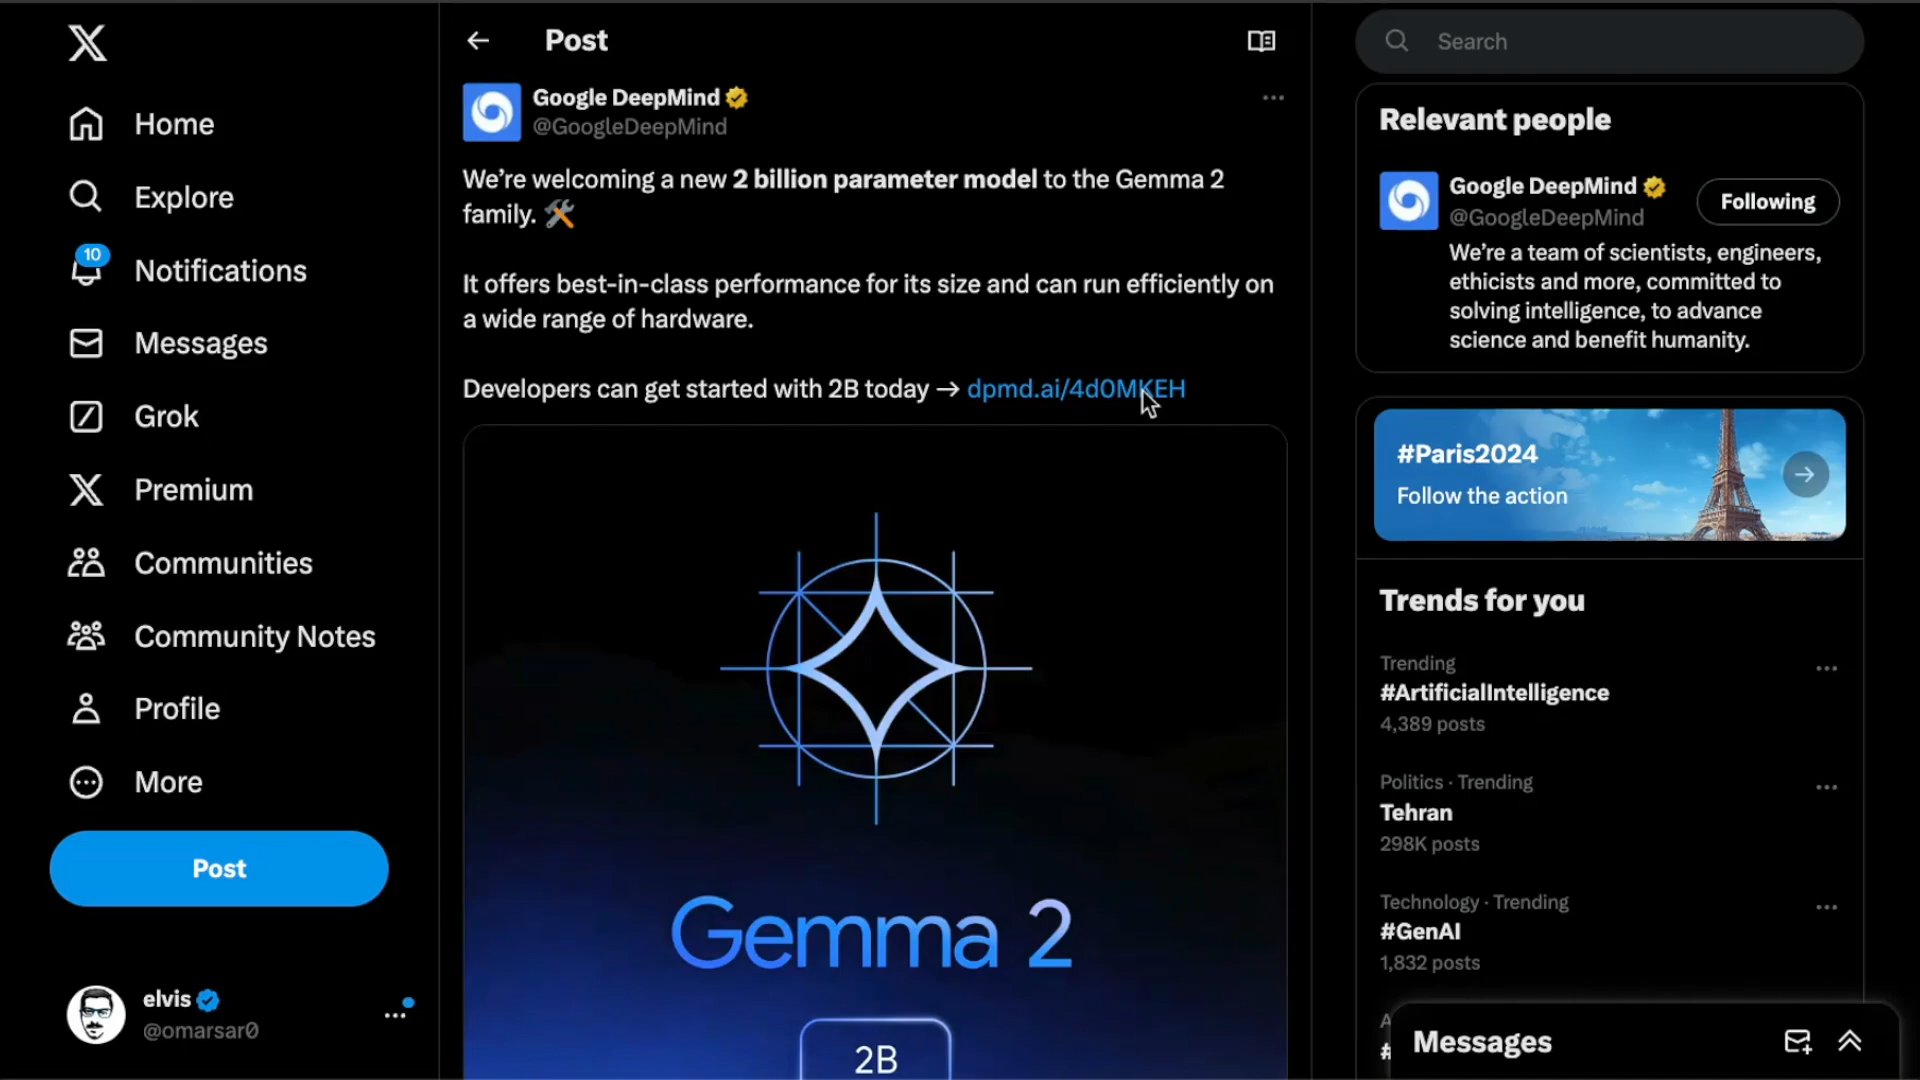 Home
Explore
10
Notifications
Messages
Grok
Premium
Communities
Community Notes
Profile
More
Post
elvis
@omarsar0
Post
Google DeepMind
@GoogleDeepMind
We're welcoming a new 2 billion parameter model to the Gemma 2
family.
It offers best-in-class performance for its size and can run efficiently on
a wide range of hardware.
Developers can get started with 2B today → dpmd.ai/4d0MKEH
Gemma 2
2B
Search
Relevant people
Google DeepMind
@GoogleDeepMind
Following
We're a team of scientists, engineers,
ethicists and more, committed to
solving intelligence, to advance
science and benefit humanity.
#Paris2024
Follow the action
Trends for you
Trending
#ArtificialIntelligence
4,389 posts
Politics · Trending
Tehran
298K posts
Technology · Trending
#GenAI
1,832 posts
Messages